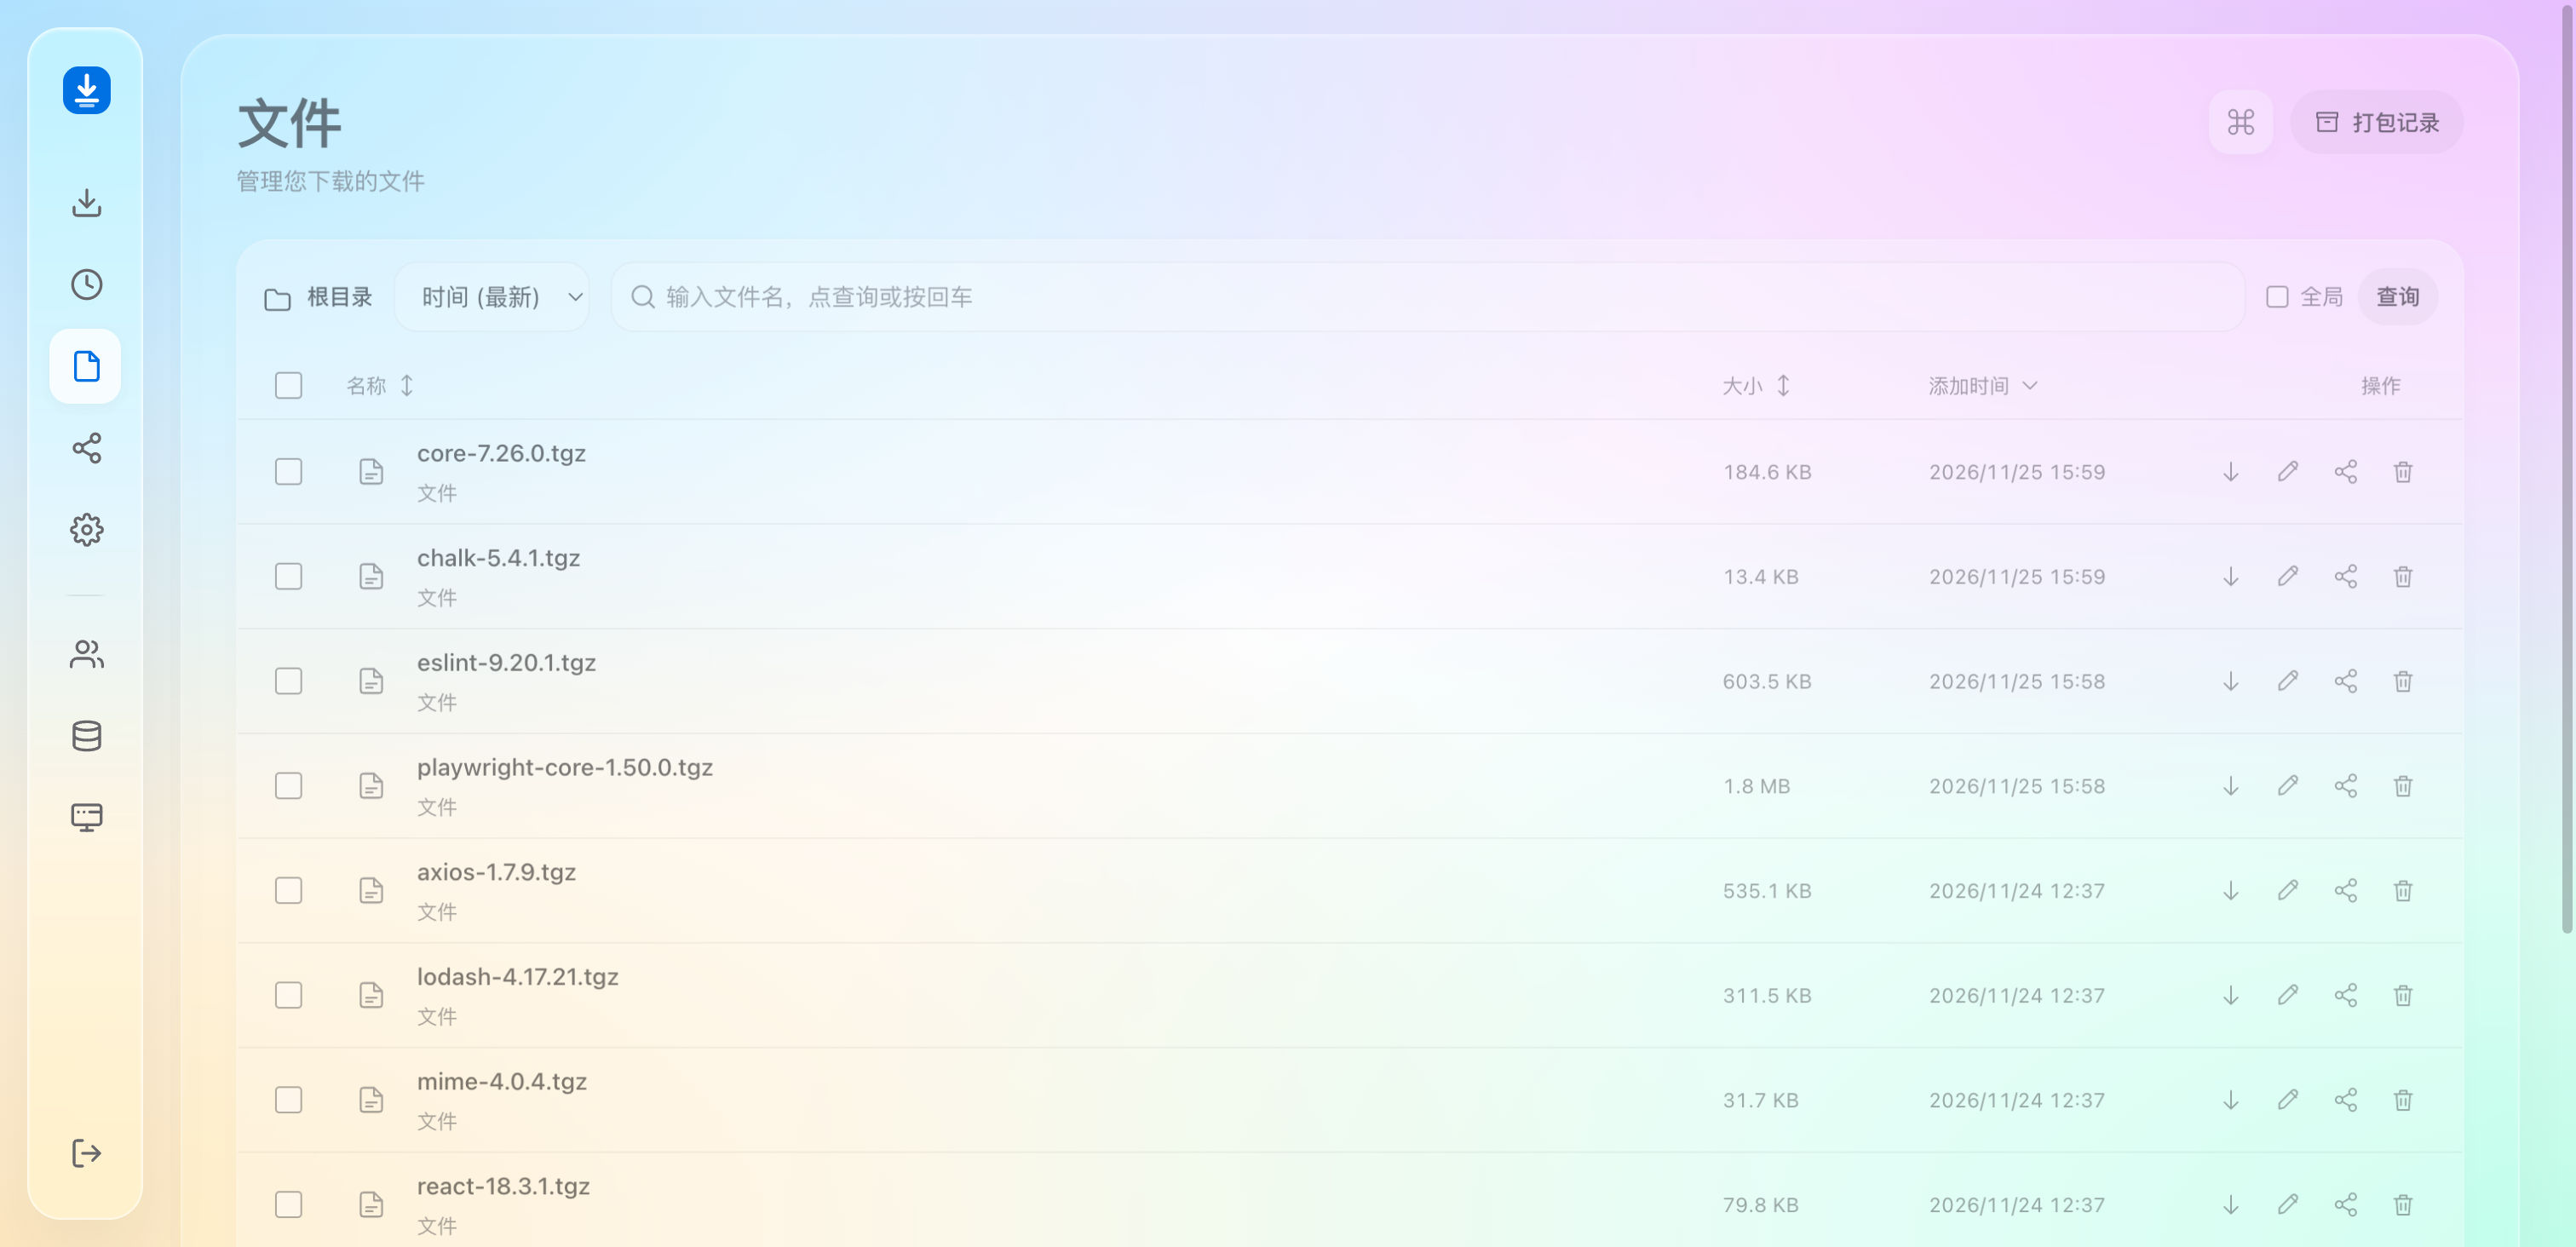 文件
管理您下载的文件
打包记录
根目录 时间 (最新) 输入文件名，点查询或按回车 全局 查询
名称 大小 添加时间 操作
core-7.26.0.tgz
文件
184.6 KB 2026/11/25 15:59
chalk-5.4.1.tgz
文件
13.4 KB 2026/11/25 15:59
eslint-9.20.1.tgz
文件
603.5 KB 2026/11/25 15:58
playwright-core-1.50.0.tgz
文件
1.8 MB 2026/11/25 15:58
axios-1.7.9.tgz
文件
535.1 KB 2026/11/24 12:37
lodash-4.17.21.tgz
文件
311.5 KB 2026/11/24 12:37
mime-4.0.4.tgz
文件
31.7 KB 2026/11/24 12:37
react-18.3.1.tgz
文件
79.8 KB 2026/11/24 12:37